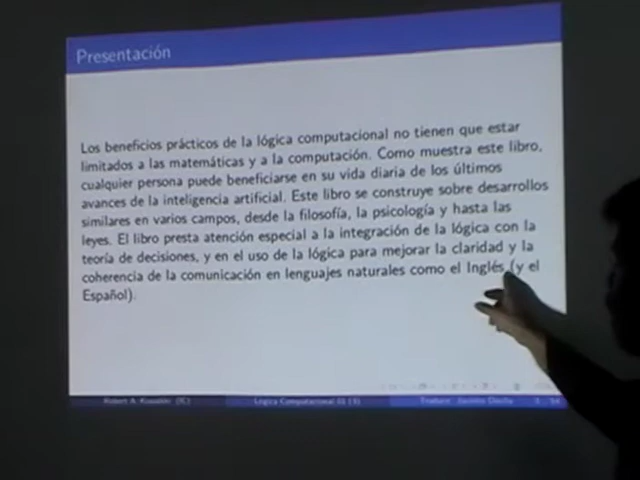 Presentación
Los beneficios prácticos de la lógica computacional no tienen que estar
limitados a las matemáticas y a la computación. Como muestra este libro,
cualquier persona puede beneficiarse en su vida diaria de los últimos
avances de la inteligencia artificial. Este libro se construye sobre desarrollos
similares en varios campos, desde la filosofía, la psicología y hasta las
leyes. El libro presta atención especial a la integración de la lógica con la
teoría de decisiones, y en el uso de la lógica para mejorar la claridad y la
coherencia de la comunicación en lenguajes naturales como el Inglés (y el
Español).
Robert A. Kowalski (IC) Lógica Computacional